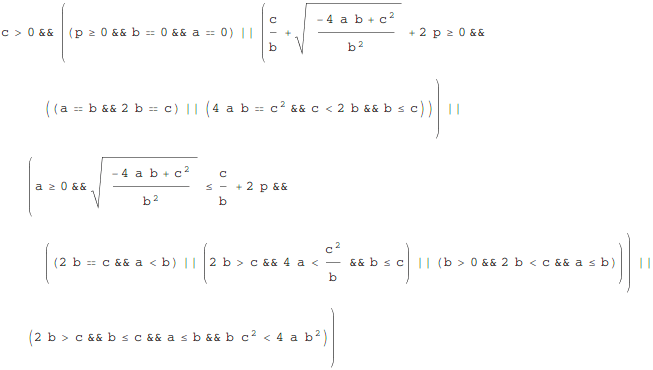 c > 0 && ( (p ≥ 0 && b == 0 && a == 0) || ( c/b + √((-4 a b + c²)/b²) + 2 p ≥ 0 &&
((a == b && 2 b == c) || (4 a b == c² && c < 2 b && b ≤ c)) ) ||
( a ≥ 0 && √((-4 a b + c²)/b²) ≤ c/b + 2 p &&
( (2 b == c && a < b) || ( 2 b > c && 4 a < c²/b && b ≤ c ) || (b > 0 && 2 b < c && a ≤ b) ) ) ||
(2 b > c && b ≤ c && a ≤ b && b c² < 4 a b²) )